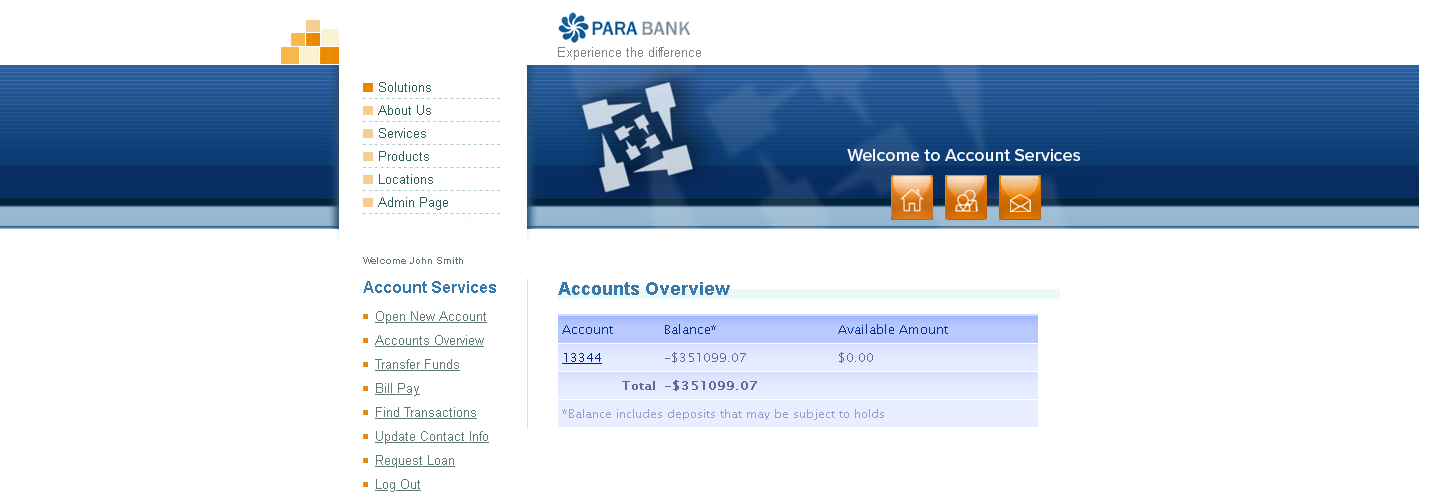 PARA BANK
Experience the difference
Solutions
About Us
Services
Products
Locations
Admin Page
Welcome to Account Services
Welcome John Smith
Account Services
Open New Account
Accounts Overview
Transfer Funds
Bill Pay
Find Transactions
Update Contact Info
Request Loan
Log Out
Accounts Overview
Account Balance* Available Amount
13344 -$351099.07 $0.00
Total -$351099.07
*Balance includes deposits that may be subject to holds